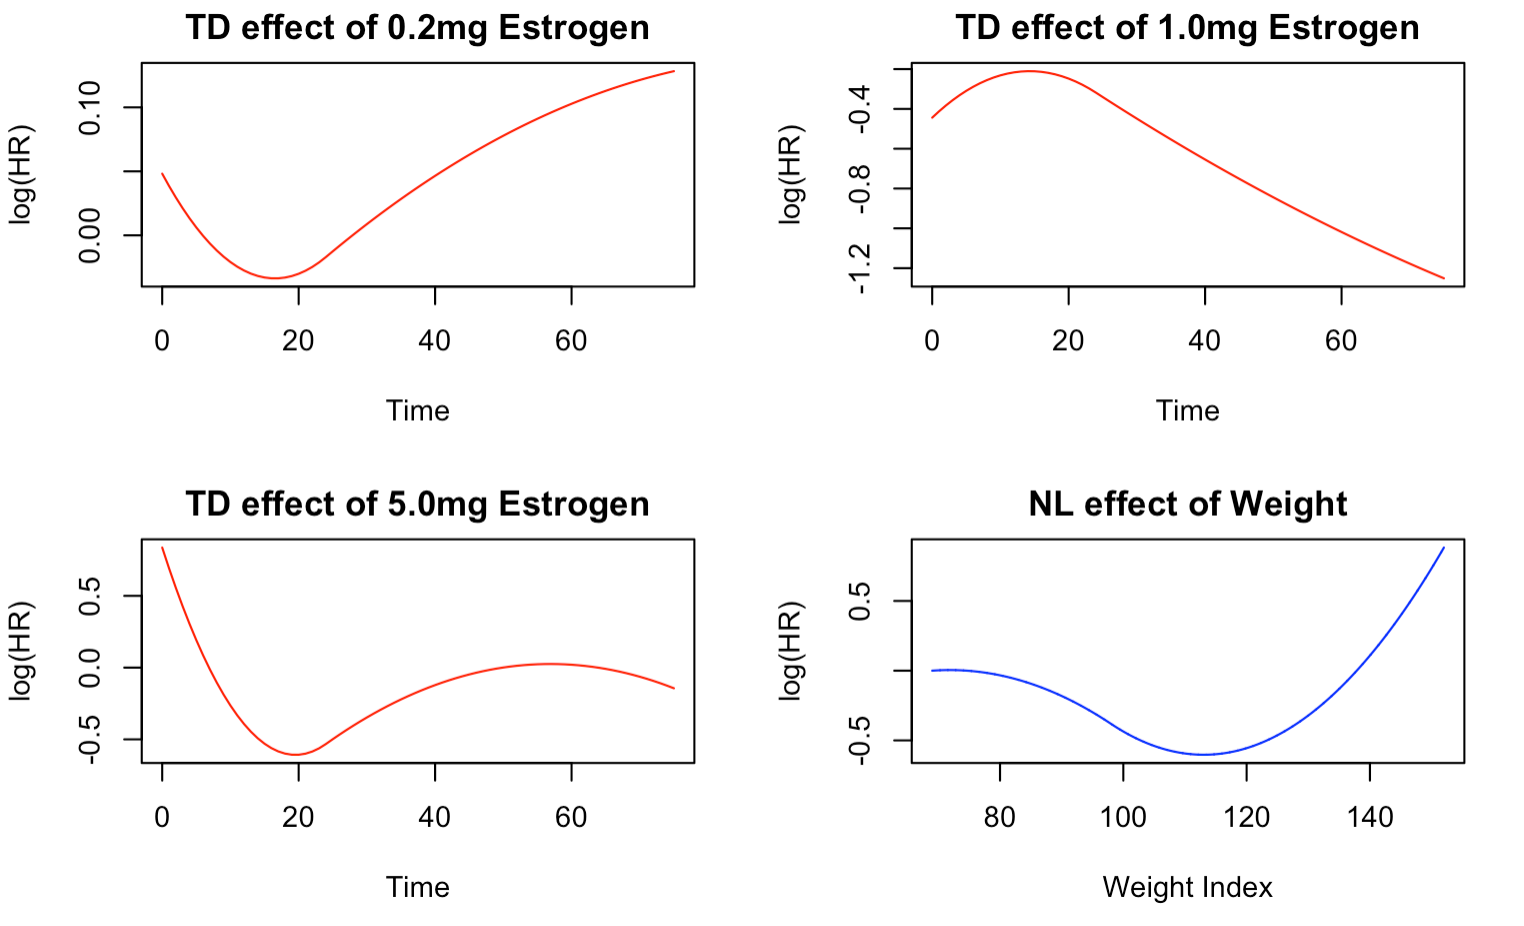 TD effect of 0.2mg Estrogen
log(HR)
0.10
0.00
0 20 40 60
Time
TD effect of 1.0mg Estrogen
log(HR)
-0.4
-0.8
-1.2
0 20 40 60
Time
TD effect of 5.0mg Estrogen
log(HR)
0.5
0.0
-0.5
0 20 40 60
Time
NL effect of Weight
log(HR)
0.5
-0.5
80 100 120 140
Weight Index